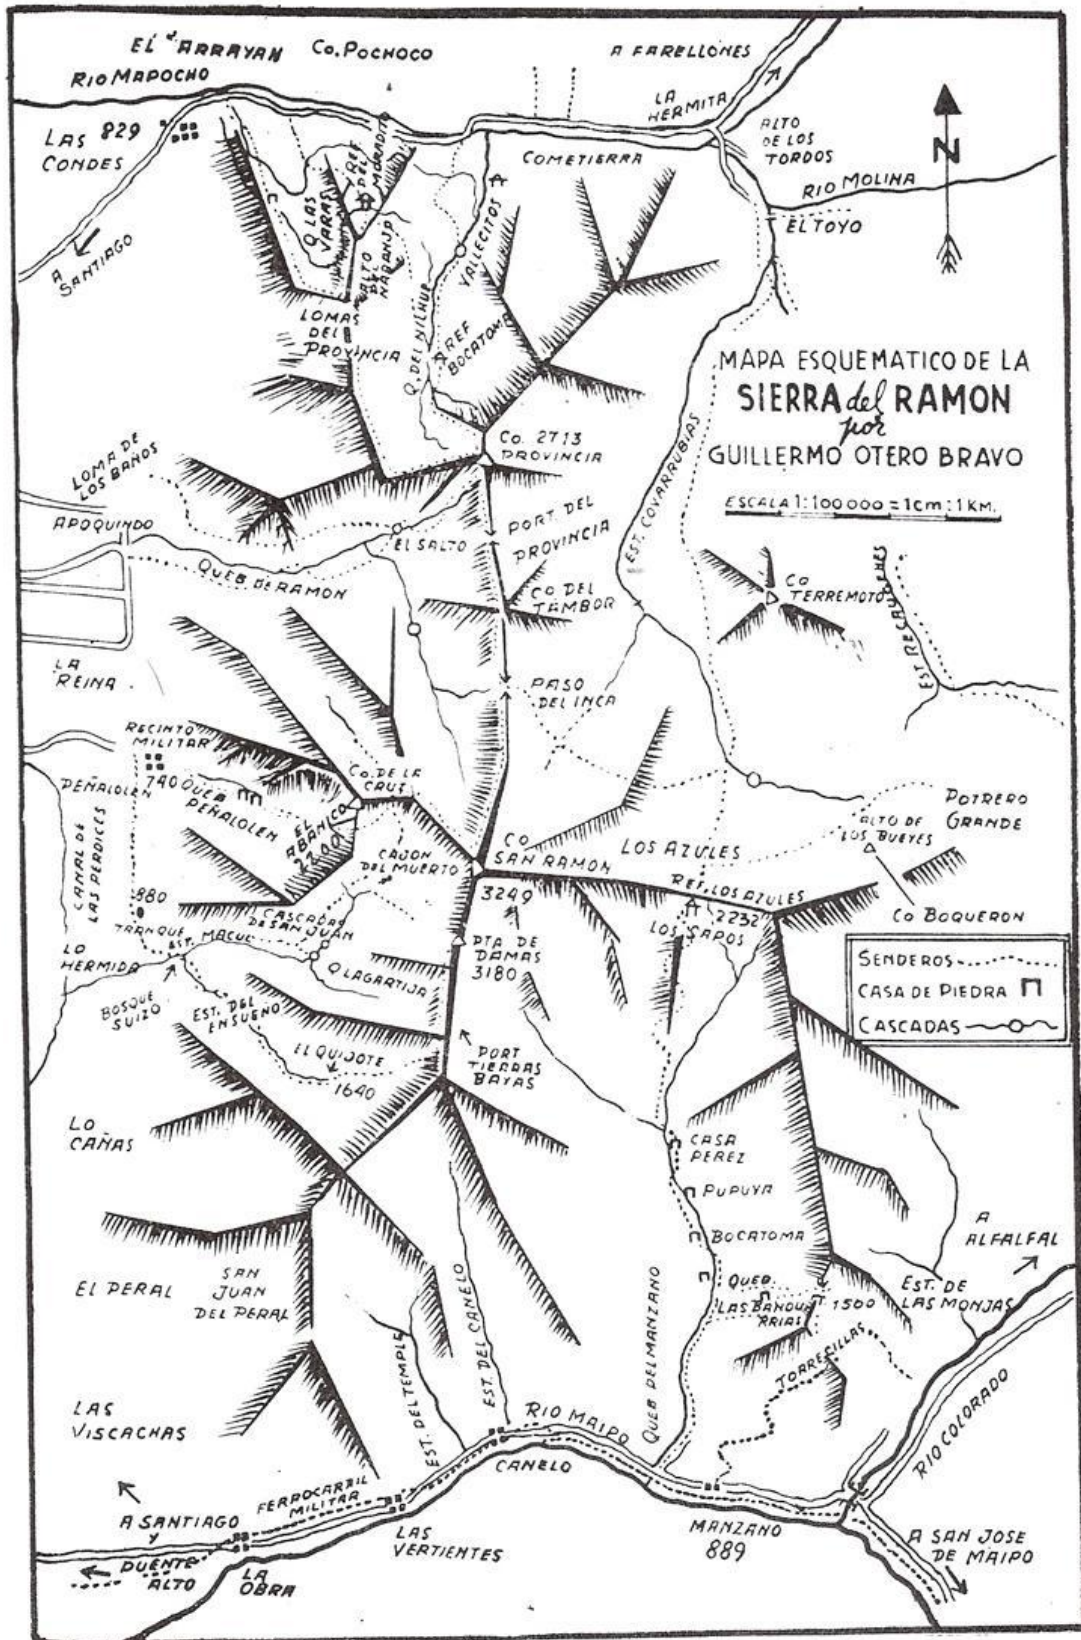 EL ARRAYAN
Co. POCHOCO
A FARELLONES
RIO MAPOCHO
LA
HERMITA
LAS 829
CONDES
ALTO
DE LOS
TORDOS
COMETIERRA
RIO MOLINA
EL TOYO
N
A
SANTIAGO
Q LAS
VARAS
REF
DEL
MORADITO
ALTO
DEL
NARANJO
VALLECITOS
LOMAS
DEL
PROVINCIA
REF
BOCATOMA
MAPA ESQUEMATICO DE LA
SIERRA del RAMON
por
GUILLERMO OTERO BRAVO
ESCALA 1:100000 = 1cm : 1 KM.
LOMA DE
LOS BAÑOS
Co. 2713
PROVINCIA
APOQUINDO
EL SALTO
PORT. DEL
PROVINCIA
EST. COVARRUBIAS
QUEB DE RAMON
Co DEL
TAMBOR
Co
TERREMOTO
LA
REINA
PASO
DEL INCA
RECINTO
MILITAR
PEÑALOLEN
740
QUEB
PEÑALOLEN
Co. DE LA
CRUS
EL
ABANICO
2200
POTRERO
GRANDE
ALTO DE
LOS BUEYES
CANAL DE
LAS PERDICES
CAJON
DEL MUERTO
Co
SAN RAMON
3249
LOS AZULES
REF. LOS AZULES
2232
LOS SAPOS
Co BOQUERON
880
TRANQUE
EST. MACUL
CASCADAS
DE SAN JUAN
PTA DE
DAMAS
3180
LO
HERMIDA
Q LAGARTIJA
BOSQUE
SUIZO
EST. DEL
ENSUEÑO
SENDEROS
CASA DE PIEDRA
CASCADAS
EL QUIJOTE
1640
PORT
TIERRAS
BAYAS
LO
CAÑAS
CASA
PEREZ
PUPUYA
BOCATOMA
A
ALFALFAL
EL PERAL
SAN
JUAN
DEL PERAL
QUEB.
LAS BANDU
RRIAS
1500
EST. DE
LAS MONJAS
TORRECILLAS
EST. DEL TEMPLE
EST. DEL CANELO
QUEB DEL MANZANO
LAS
VISCACHAS
RIO MAIPO
RIO COLORADO
CANELO
FERROCARRIL
MILITAR
A SANTIAGO
Y
PUENTE
ALTO
LA
OBRA
LAS
VERTIENTES
MANZANO
889
A SAN JOSE
DE MAIPO